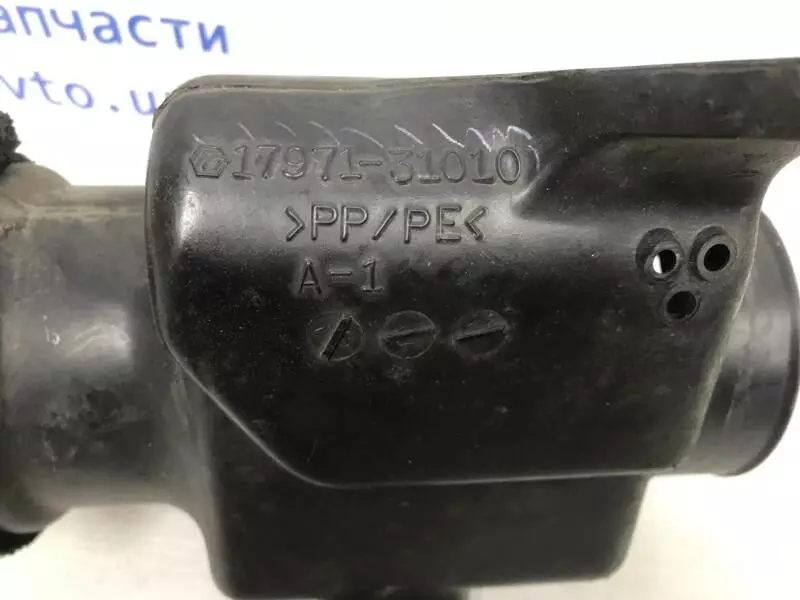 апчасти
vto.u
17971-31010
>PP/PE<
A-1